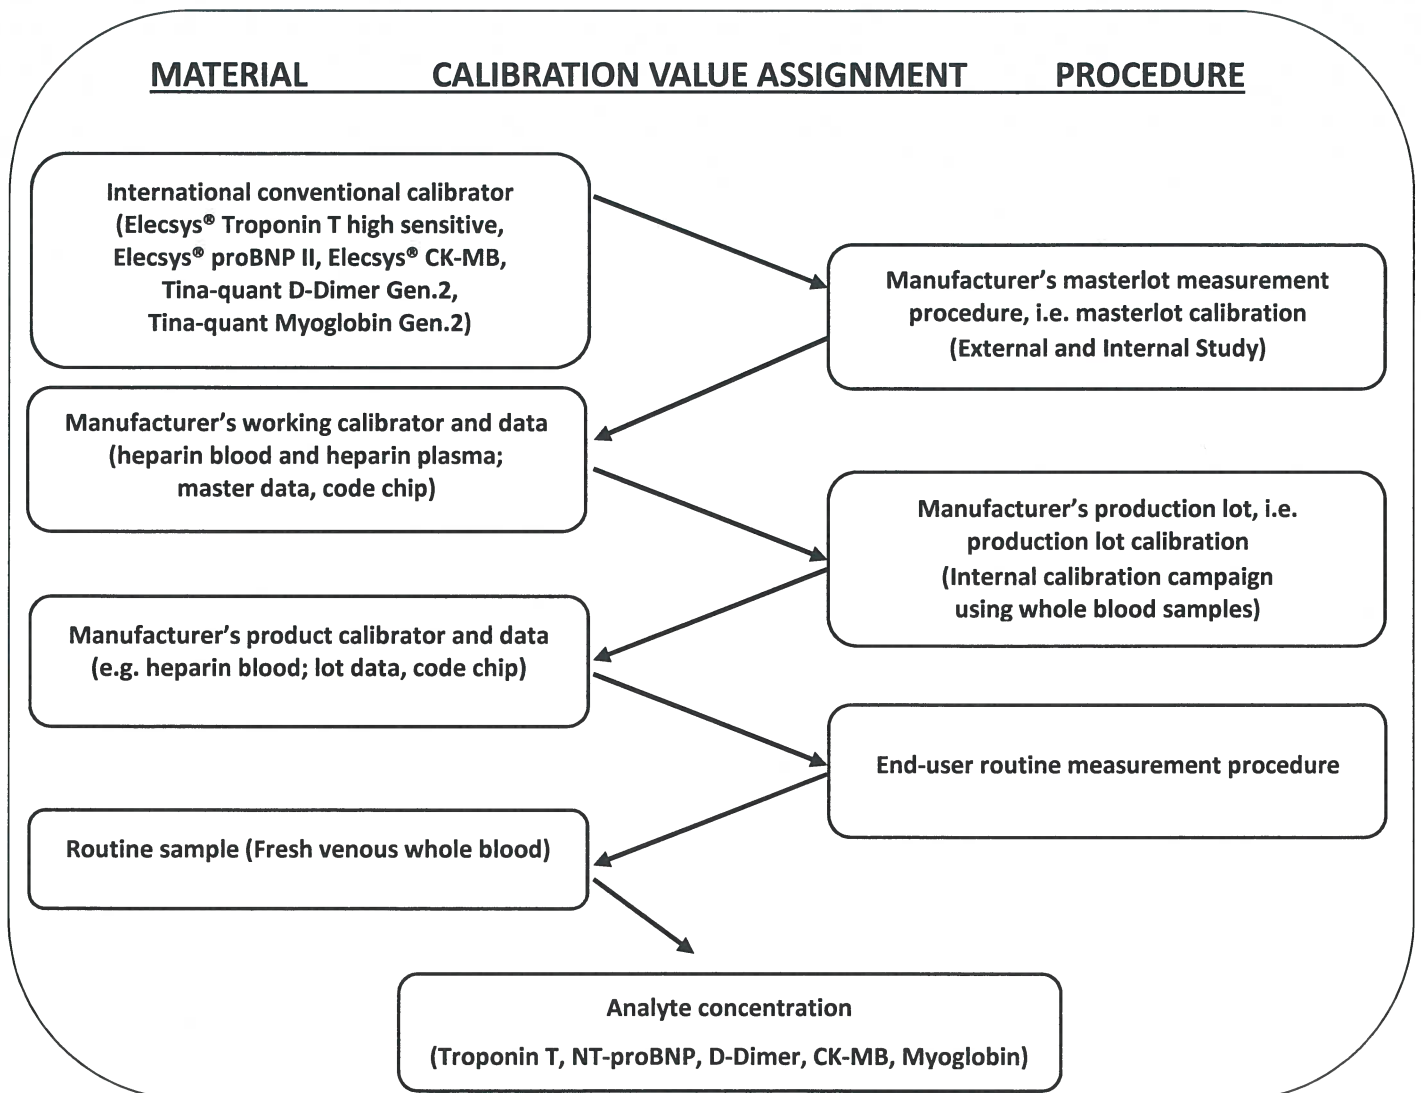 MATERIAL CALIBRATION VALUE ASSIGNMENT PROCEDURE
International conventional calibrator
(Elecsys® Troponin T high sensitive,
Elecsys® proBNP II, Elecsys® CK-MB,
Tina-quant D-Dimer Gen.2,
Tina-quant Myoglobin Gen.2)
Manufacturer's masterlot measurement
procedure, i.e. masterlot calibration
(External and Internal Study)
Manufacturer's working calibrator and data
(heparin blood and heparin plasma;
master data, code chip)
Manufacturer's production lot, i.e.
production lot calibration
(Internal calibration campaign
using whole blood samples)
Manufacturer's product calibrator and data
(e.g. heparin blood; lot data, code chip)
End-user routine measurement procedure
Routine sample (Fresh venous whole blood)
Analyte concentration
(Troponin T, NT-proBNP, D-Dimer, CK-MB, Myoglobin)